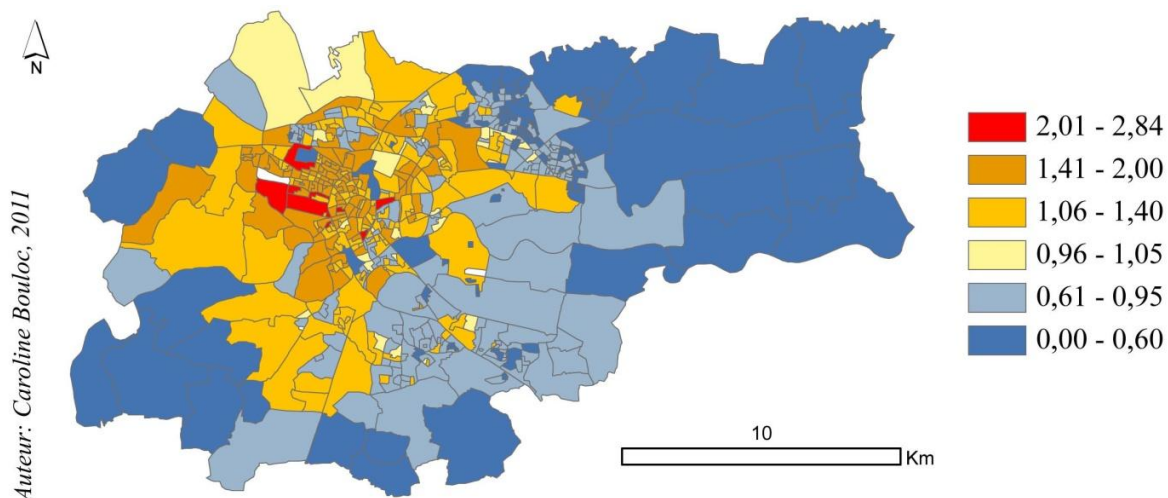 N
Auteur: Caroline Bouloc, 2011
2,01 - 2,84
1,41 - 2,00
1,06 - 1,40
0,96 - 1,05
0,61 - 0,95
0,00 - 0,60
10
Km